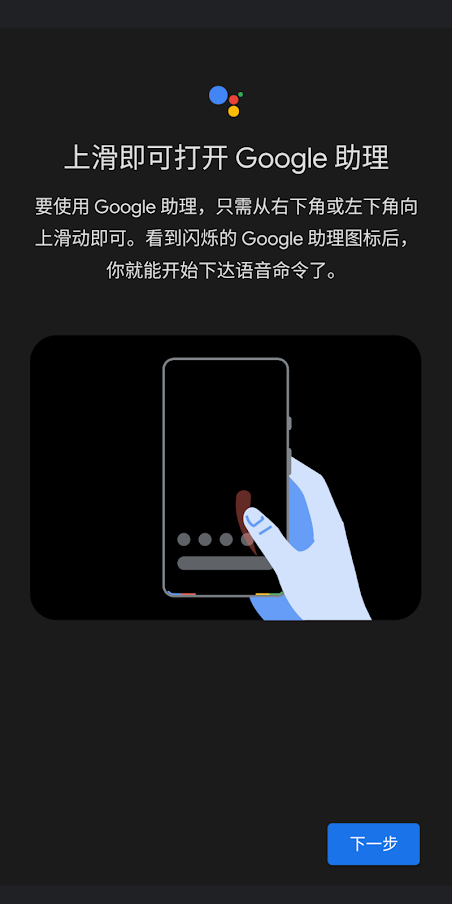 上滑即可打开 Google 助理
要使用 Google 助理，只需从右下角或左下角向
上滑动即可。看到闪烁的 Google 助理图标后，
你就能开始下达语音命令了。
下一步